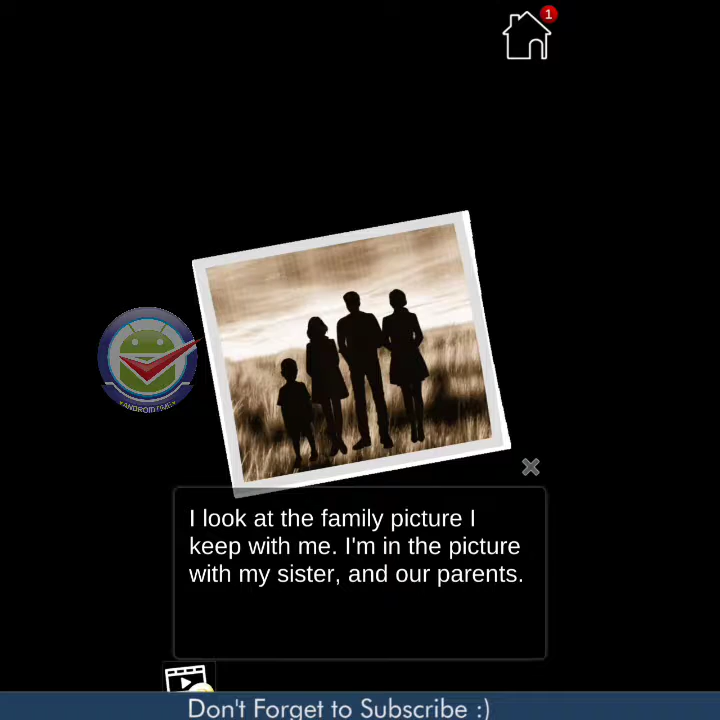 1
*ANDROIDTIME*
I look at the family picture I
keep with me. I'm in the picture
with my sister, and our parents.
Don't Forget to Subscribe :)